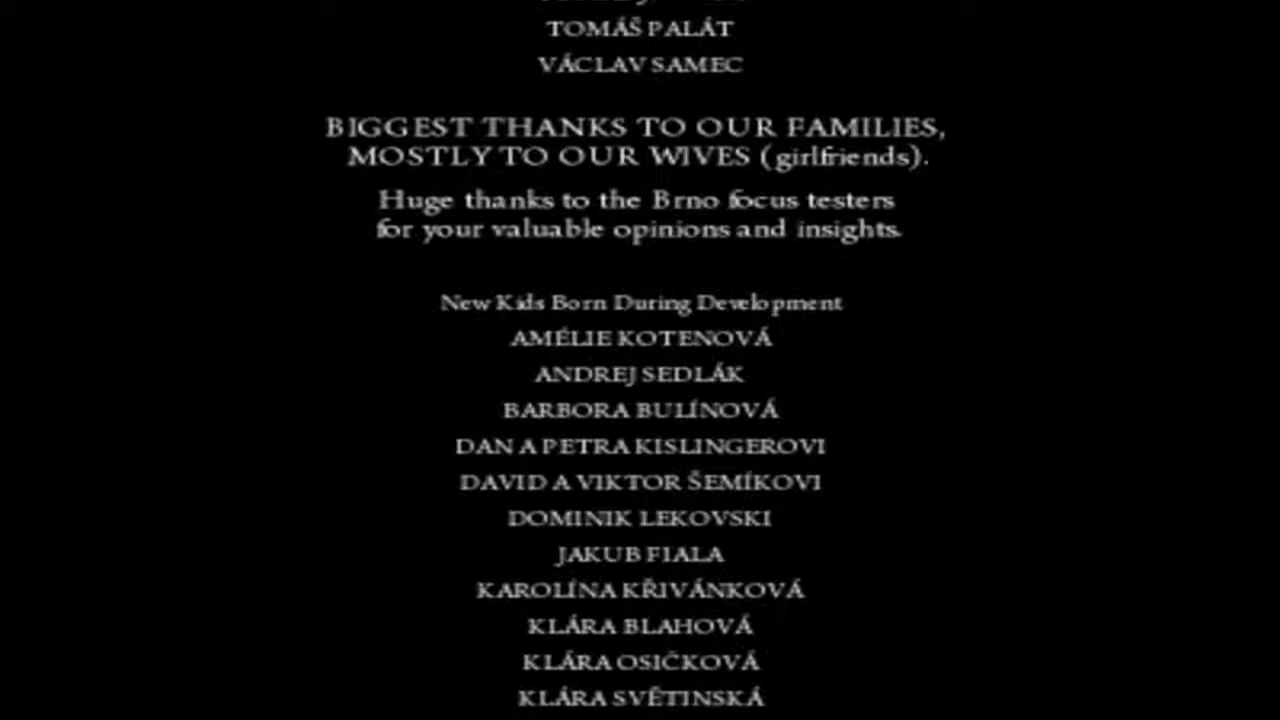 TOMÁŠ PALÁT
VÁCLAV SAMEC
BIGGEST THANKS TO OUR FAMILIES,
MOSTLY TO OUR WIVES (girlfriends).
Huge thanks to the Brno focus testers
for your valuable opinions and insights.
New Kids Born During Development
AMÉLIE KOTENOVÁ
ANDREJ SEDLÁK
BARBORA BULÍNOVÁ
DAN A PETRA KISLINGEROVI
DAVID A VIKTOR ŠEMÍKOVI
DOMINIK LEKOVSKI
JAKUB FIALA
KAROLÍNA KŘIVÁNKOVÁ
KLÁRA BLAHOVÁ
KLÁRA OSIČKOVÁ
KLÁRA SVĚTINSKÁ